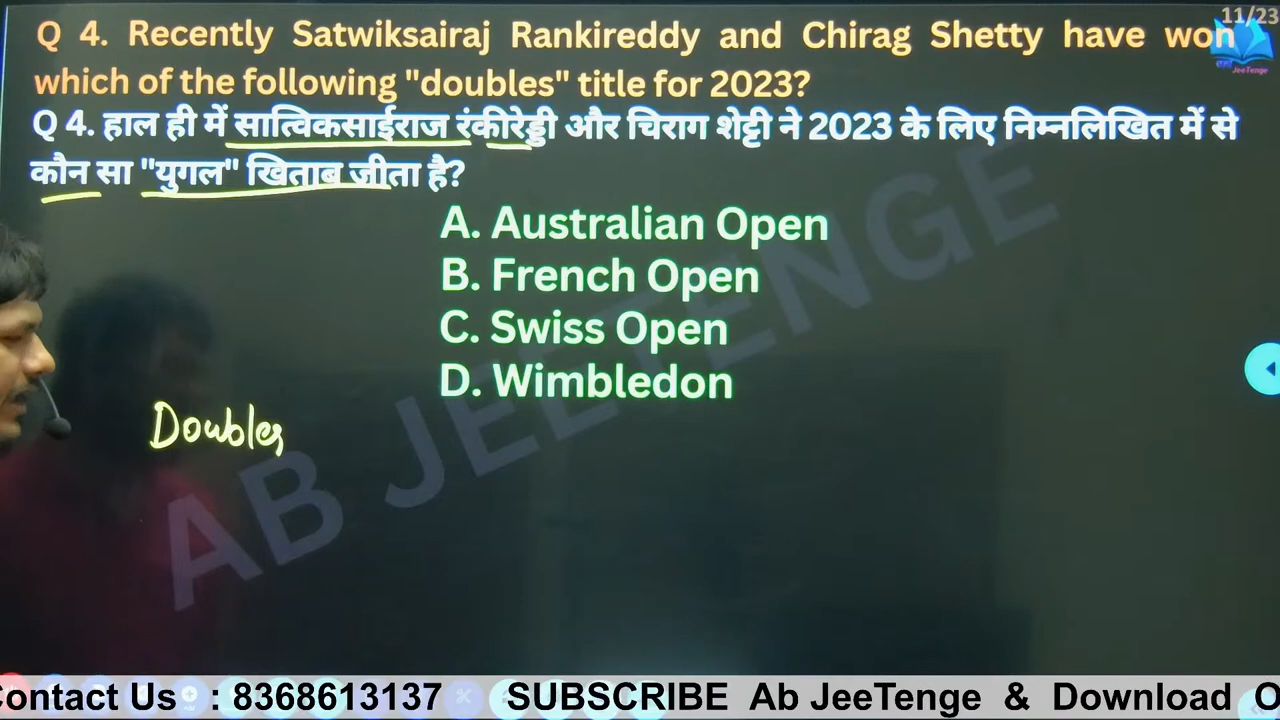 11/23
Q 4. Recently Satwiksairaj Rankireddy and Chirag Shetty have won
which of the following "doubles" title for 2023?
Q 4. हाल ही में सात्विकसाईराज रंकीरेड्डी और चिराग शेट्टी ने 2023 के लिए निम्नलिखित में से
कौन सा "युगल" खिताब जीता है?
A. Australian Open
B. French Open
C. Swiss Open
D. Wimbledon
Doubles
AB JEETENGE
JeeTenge
ontact Us : 8368613137 SUBSCRIBE Ab JeeTenge & Download O